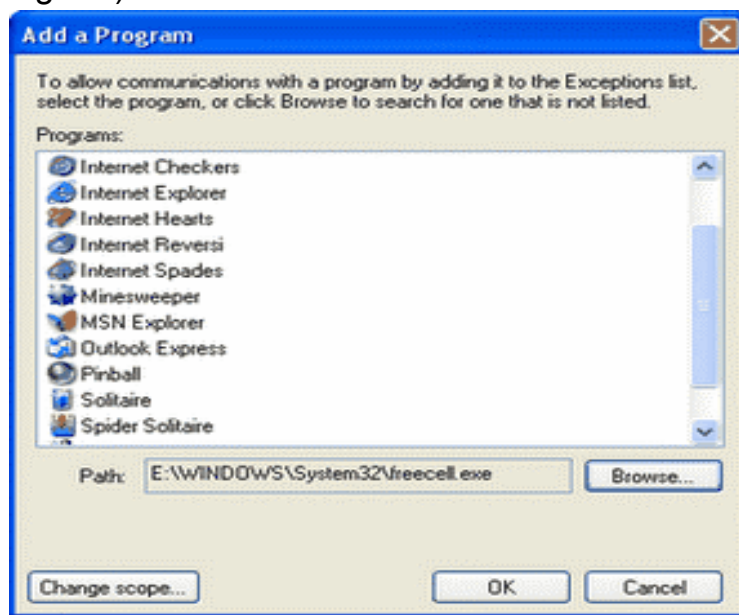 Add a Program
To allow communications with a program by adding it to the Exceptions list,
select the program, or click Browse to search for one that is not listed.
Programs:
Internet Checkers
Internet Explorer
Internet Hearts
Internet Reversi
Internet Spades
Minesweeper
MSN Explorer
Outlook Express
Pinball
Solitaire
Spider Solitaire
Path: E:\WINDOWS\System32\freecell.exe Browse...
Change scope... OK Cancel